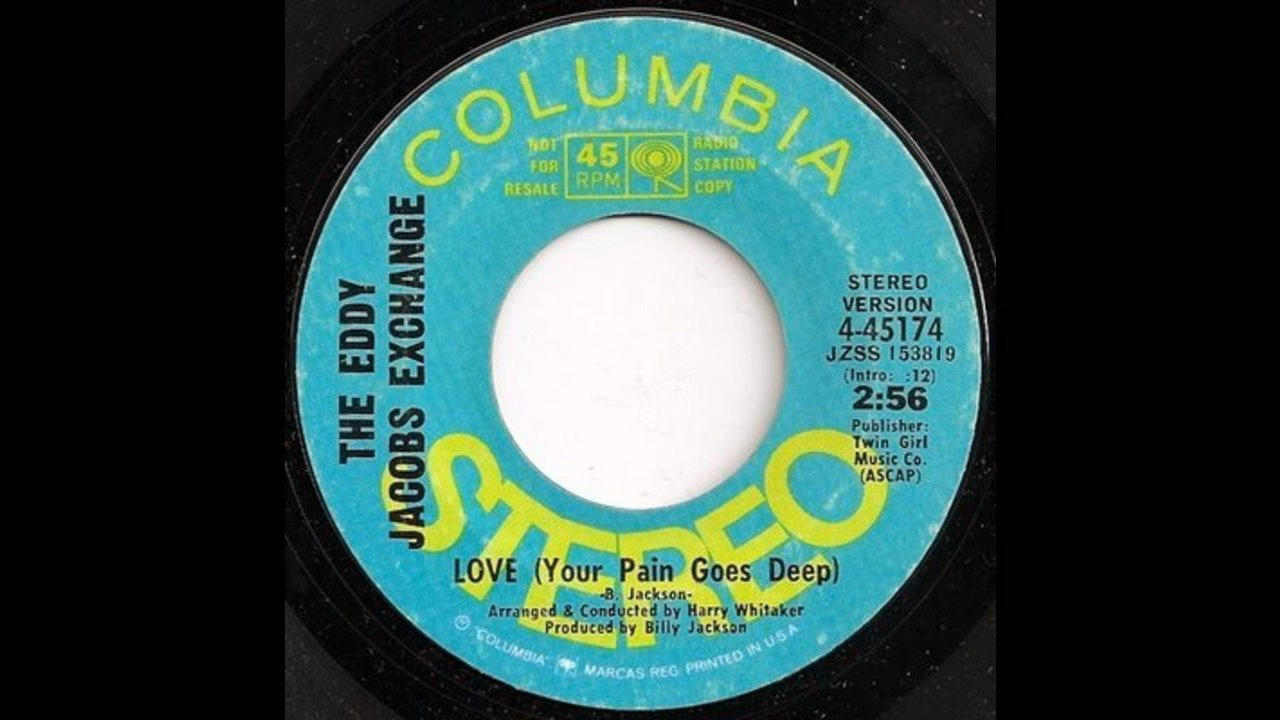 COLUMBIA
NOT
FOR
RESALE
45
RPM
RADIO
STATION
COPY
THE EDDY
JACOBS EXCHANGE
STEREO
VERSION
4-45174
JZSS 153819
(Intro: :12)
2:56
Publisher:
Twin Girl
Music Co.
(ASCAP)
STEREO
LOVE (Your Pain Goes Deep)
-B. Jackson-
Arranged & Conducted by Harry Whitaker
Produced by Billy Jackson
Ⓟ "COLUMBIA" MARCAS REG. PRINTED IN U.S.A.